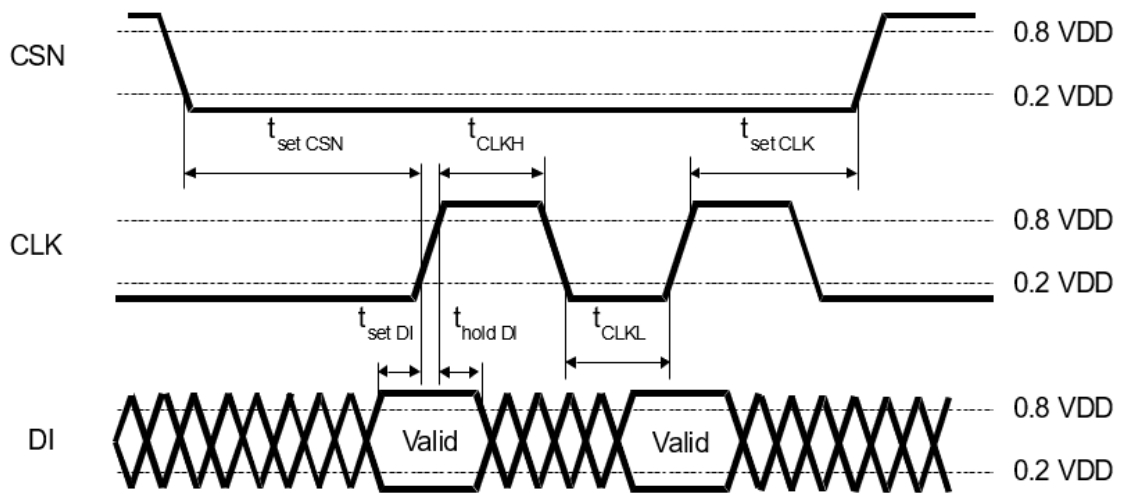 CSN
0.8 VDD
0.2 VDD
t set CSN
t CLKH
t set CLK
CLK
0.8 VDD
0.2 VDD
t set DI
t hold DI
t CLKL
DI
Valid
Valid
0.8 VDD
0.2 VDD